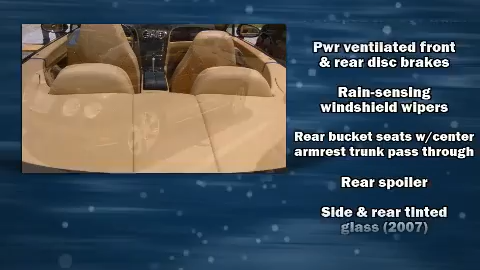 Pwr ventilated front
& rear disc brakes
Rain-sensing
windshield wipers
Rear bucket seats w/center
armrest trunk pass through
Rear spoiler
Side & rear tinted
glass (2007)